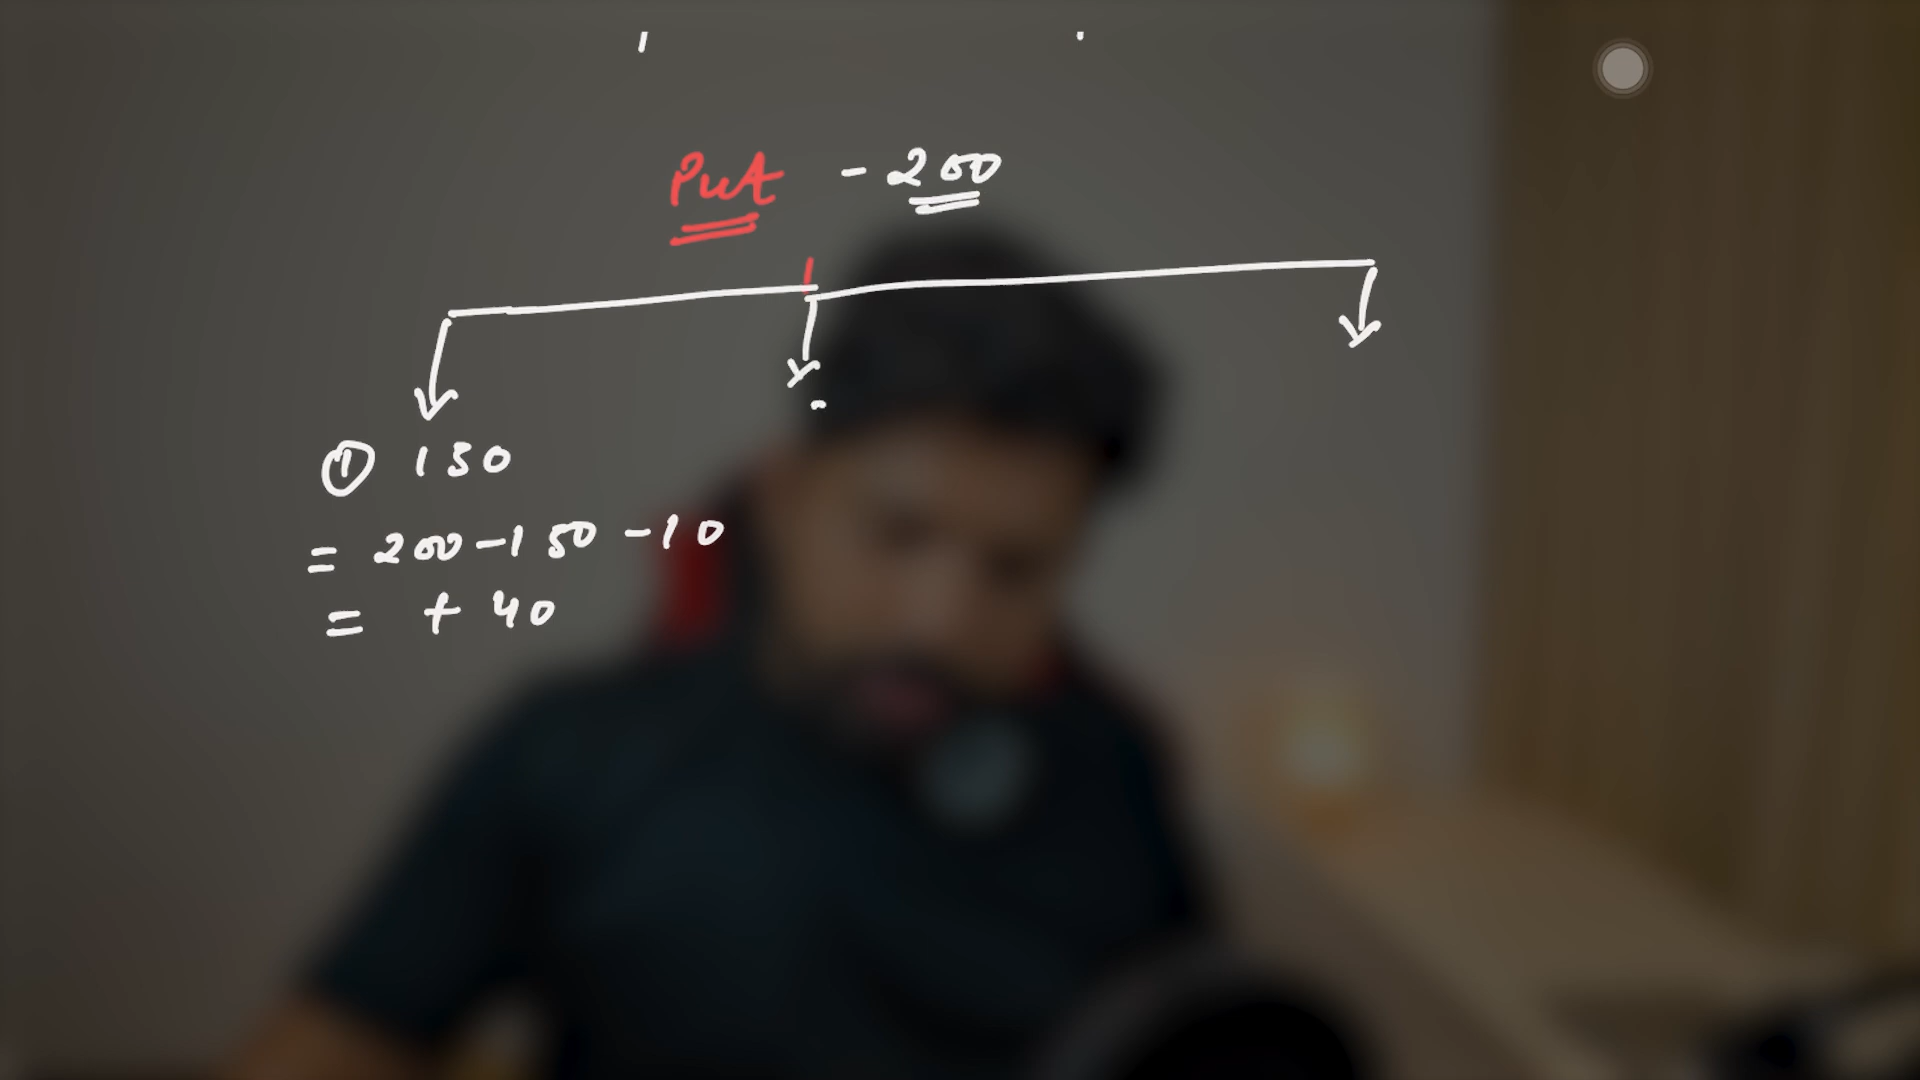 Put - 200
① 150
= 200-150-10
= + 40